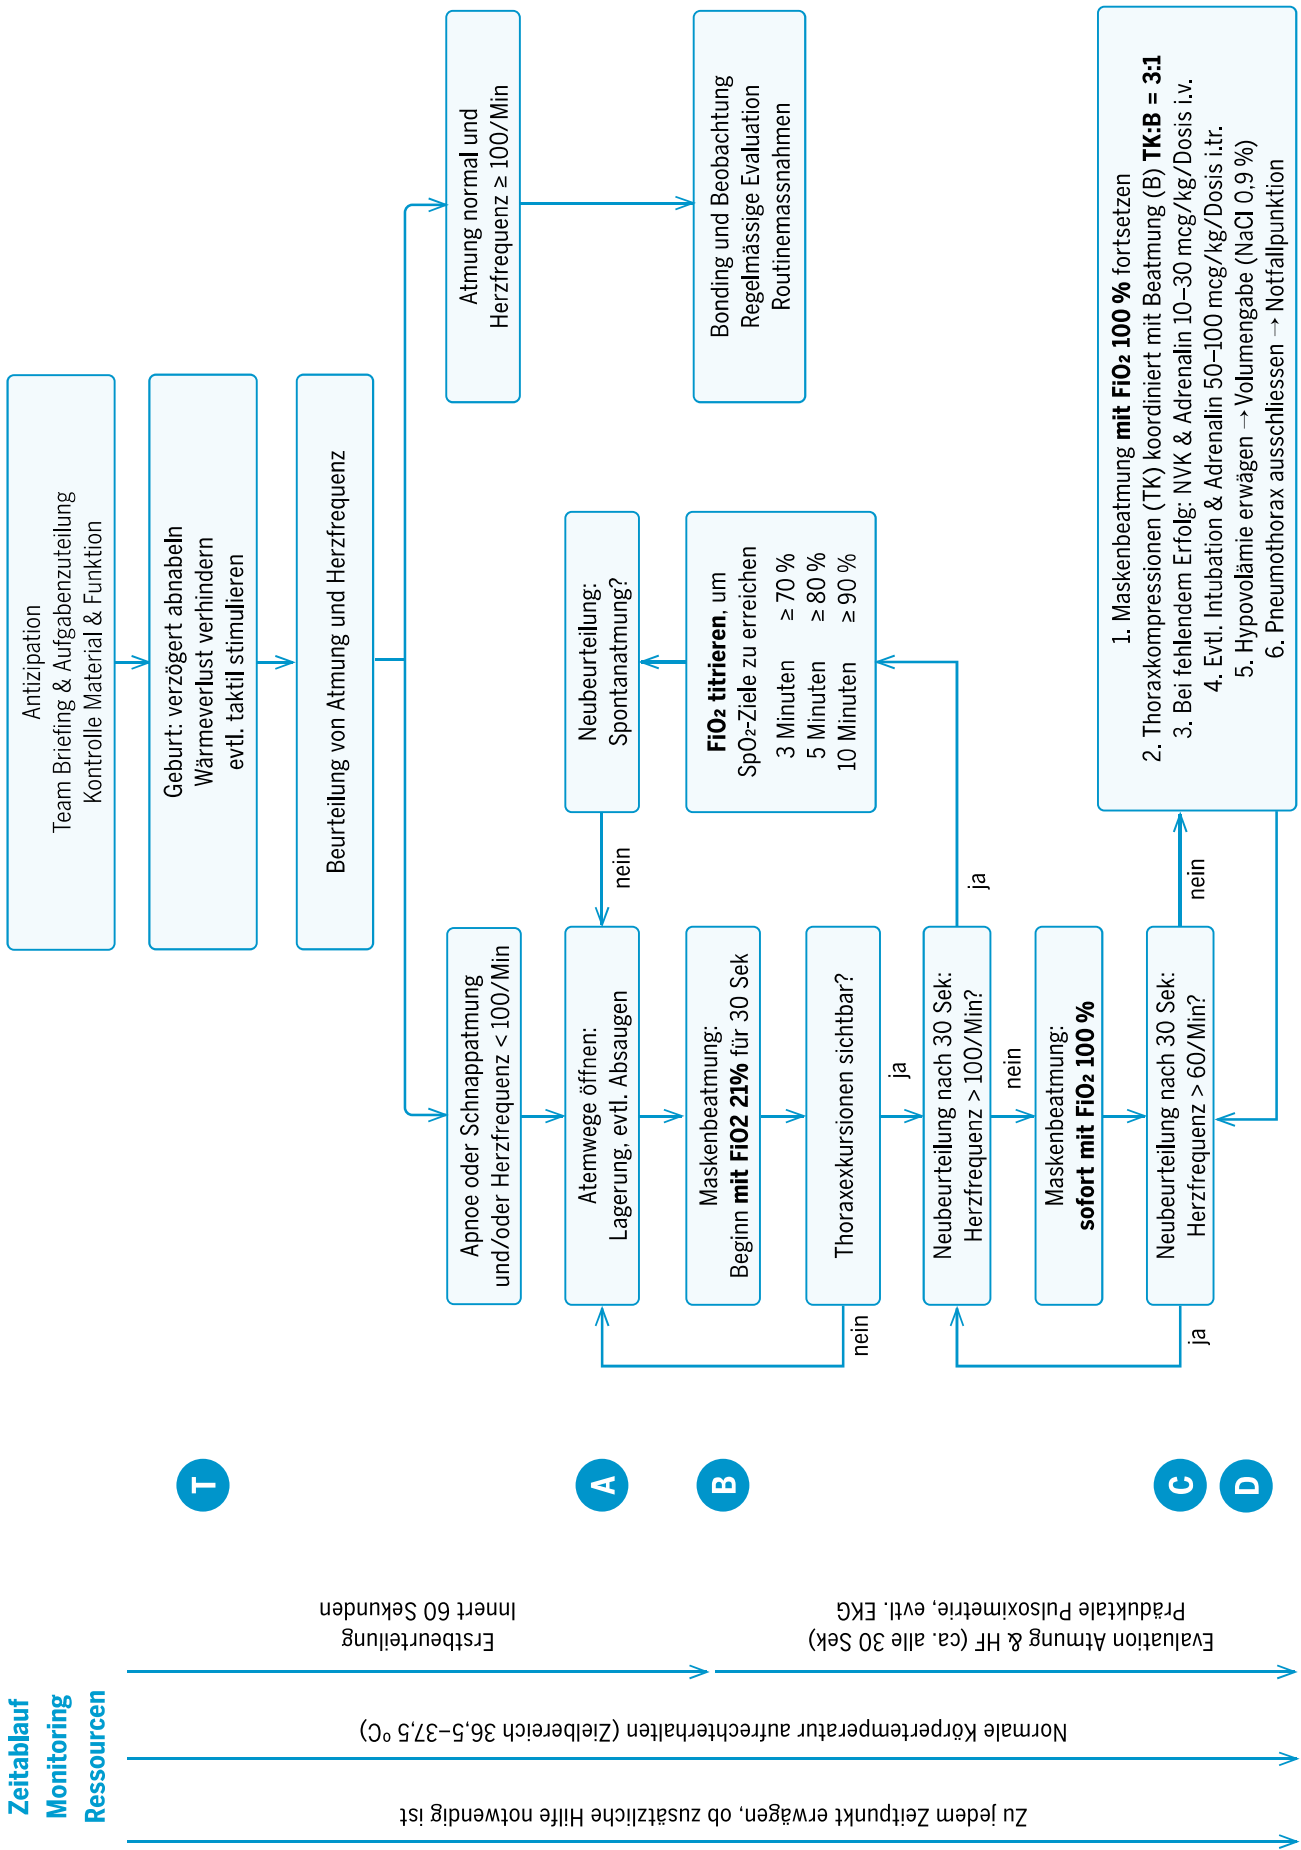 Zeitablauf
Monitoring
Ressourcen
Antizipation
Team Briefing & Aufgabenzuteilung
Kontrolle Material & Funktion
T
Geburt: verzögert abnabeln
Wärmeverlust verhindern
evtl. taktil stimulieren
Beurteilung von Atmung und Herzfrequenz
Apnoe oder Schnappatmung
und/oder Herzfrequenz < 100/Min
Atmung normal und
Herzfrequenz ≥ 100/Min
A
Atemwege öffnen:
Lagerung, evtl. Absaugen
nein
Neubeurteilung:
Spontanatmung?
B
Maskenbeatmung:
Beginn mit FiO2 21% für 30 Sek
FiO₂ titrieren, um
SpO₂-Ziele zu erreichen
3 Minuten ≥ 70 %
5 Minuten ≥ 80 %
10 Minuten ≥ 90 %
Bonding und Beobachtung
Regelmässige Evaluation
Routinemassnahmen
Thoraxexkursionen sichtbar?
nein
ja
Neubeurteilung nach 30 Sek:
Herzfrequenz > 100/Min?
ja
nein
Maskenbeatmung:
sofort mit FiO₂ 100 %
C
D
Neubeurteilung nach 30 Sek:
Herzfrequenz > 60/Min?
ja
nein
1. Maskenbeatmung mit FiO₂ 100 % fortsetzen
2. Thoraxkompressionen (TK) koordiniert mit Beatmung (B) TK:B = 3:1
3. Bei fehlendem Erfolg: NVK & Adrenalin 10–30 mcg/kg/Dosis i.v.
4. Evtl. Intubation & Adrenalin 50–100 mcg/kg/Dosis i.tr.
5. Hypovolämie erwägen → Volumengabe (NaCl 0,9 %)
6. Pneumothorax ausschliessen → Notfallpunktion
Erstbeurteilung
Innert 60 Sekunden
Evaluation Atmung & HF (ca. alle 30 Sek)
Präduktale Pulsoximetrie, evtl. EKG
Normale Körpertemperatur aufrechterhalten (Zielbereich 36,5–37,5 °C)
Zu jedem Zeitpunkt erwägen, ob zusätzliche Hilfe notwendig ist